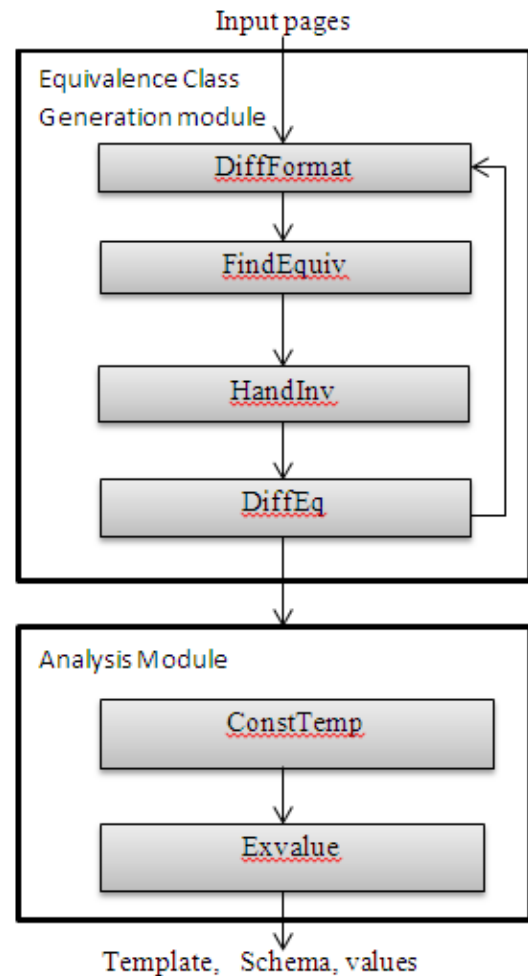 Input pages
Equivalence Class
Generation module
DiffFormat
FindEquiv
HandInv
DiffEq
Analysis Module
ConstTemp
Exvalue
Template, Schema, values